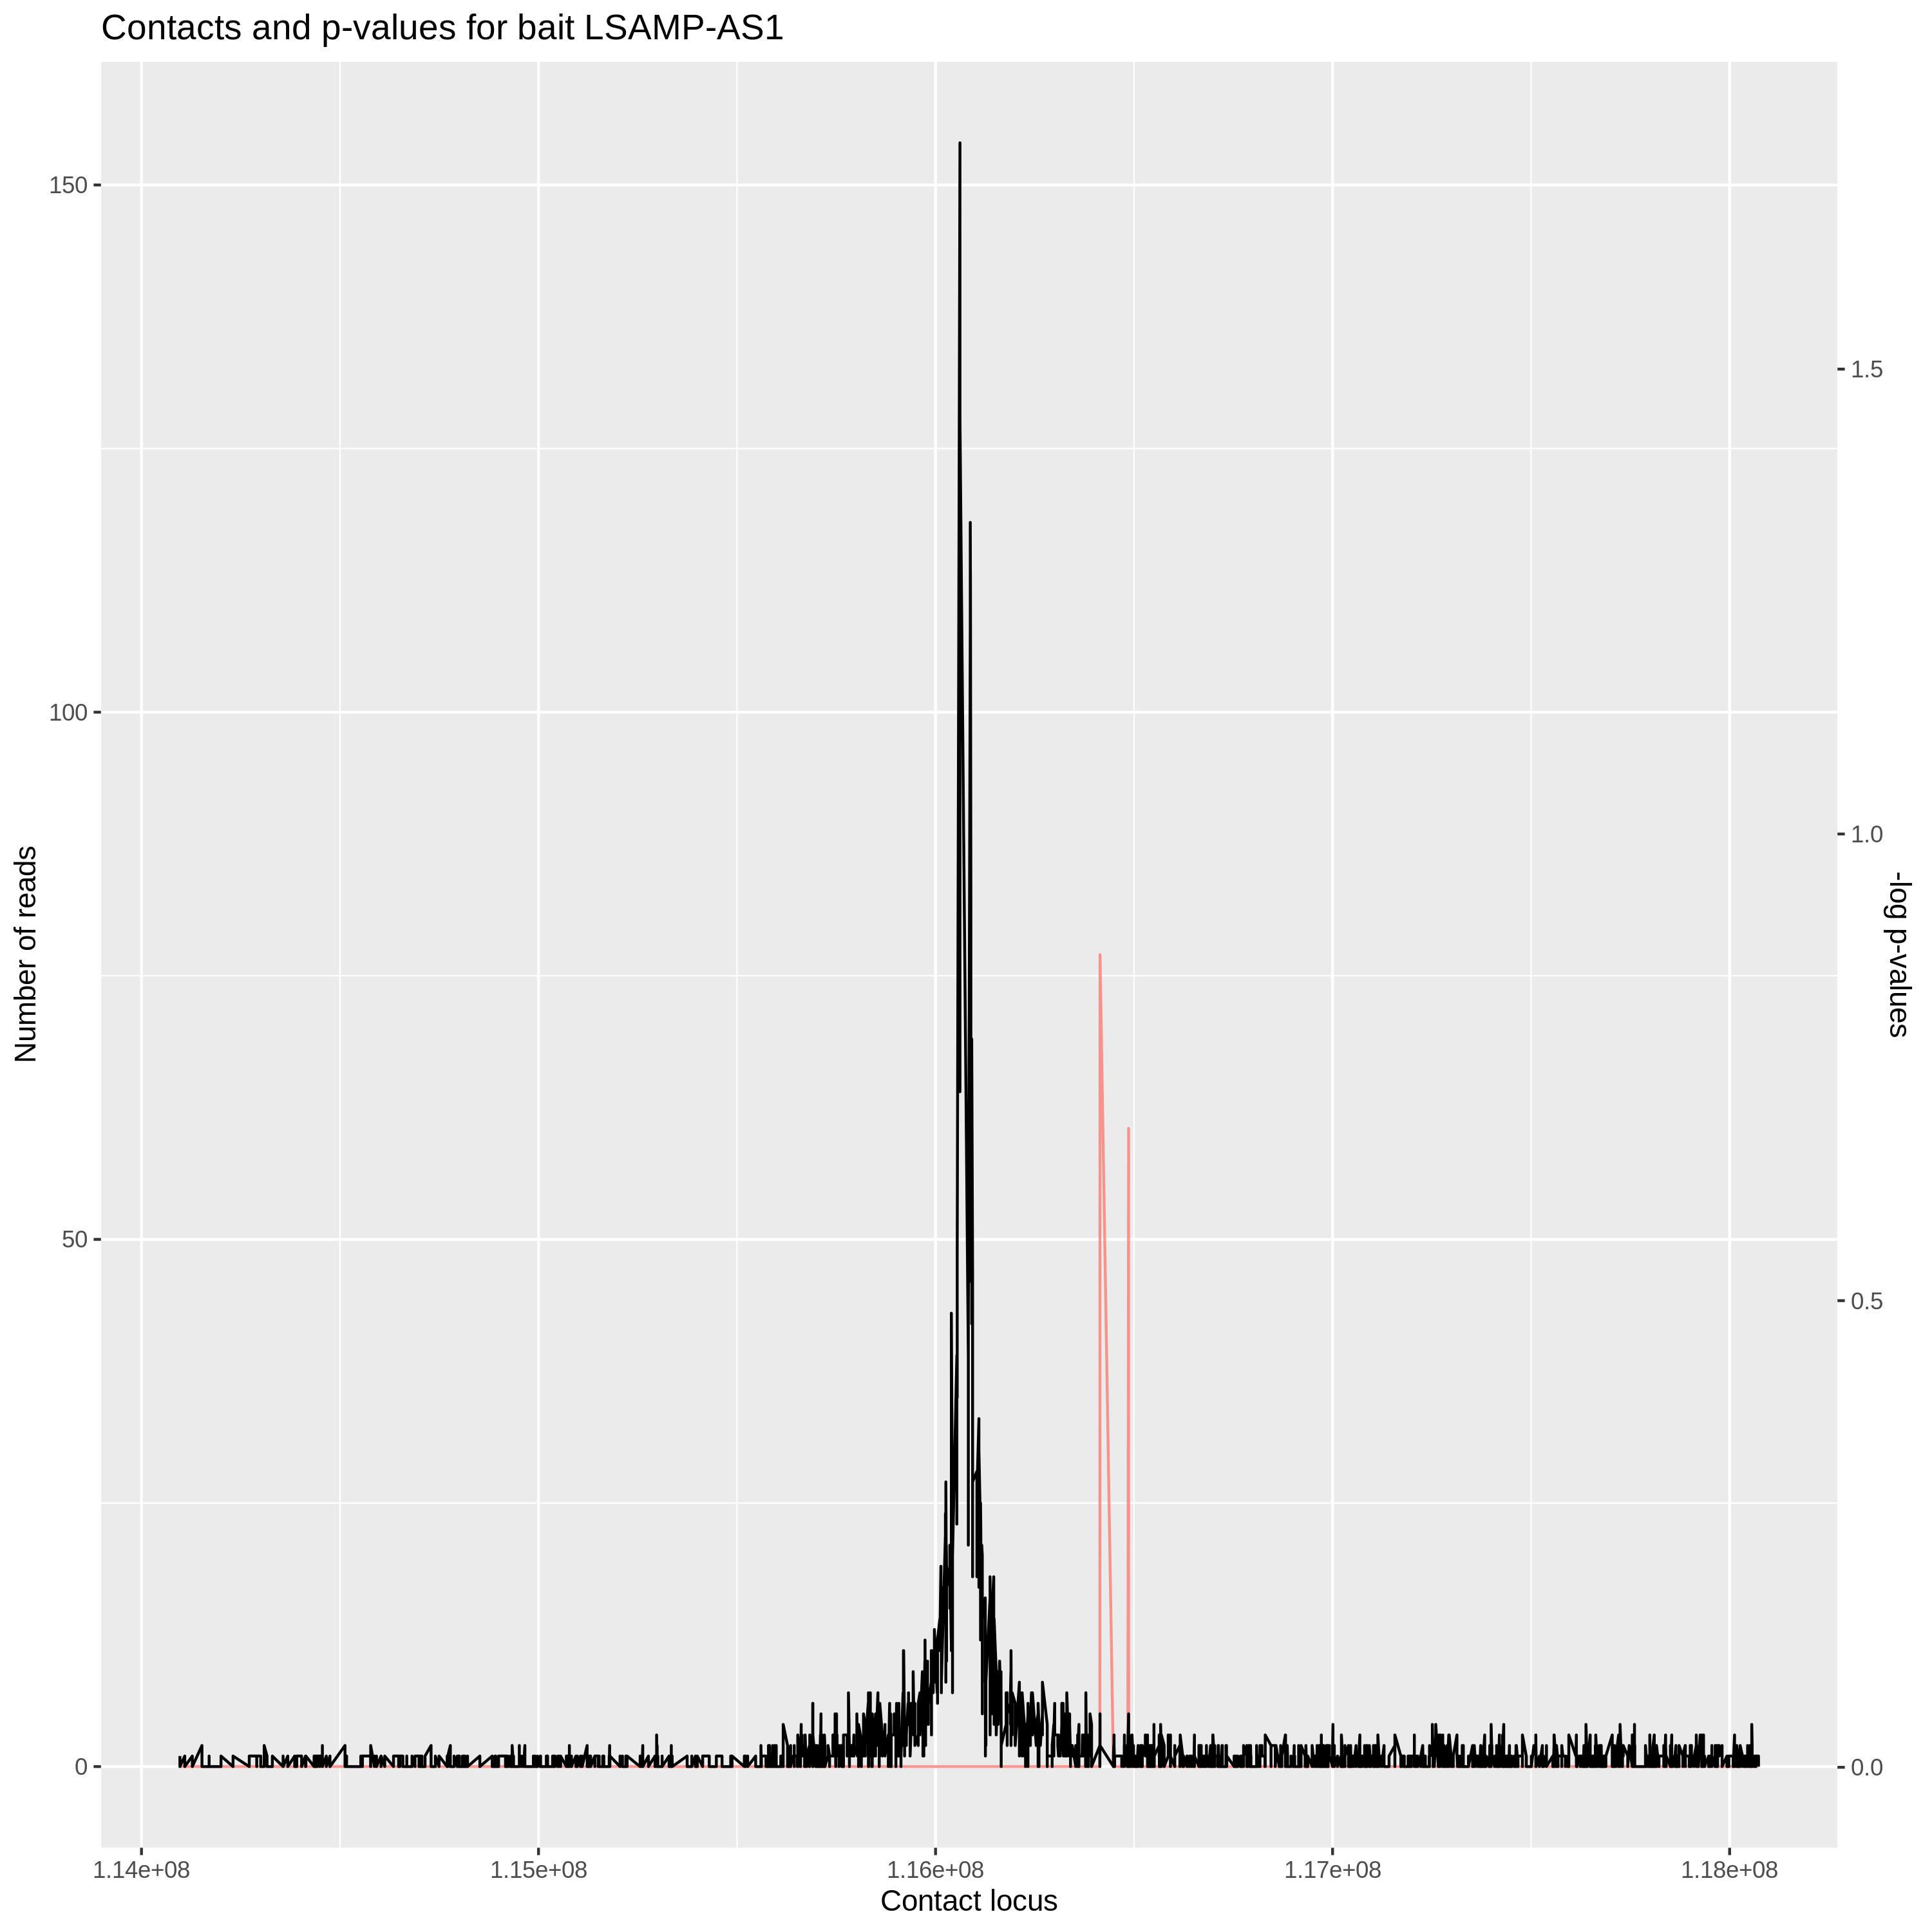 Contacts and p-values for bait LSAMP-AS1
150
100
50
0
Number of reads
1.5
1.0
0.5
0.0
-log p-values
1.14e+08 1.15e+08 1.16e+08 1.17e+08 1.18e+08
Contact locus